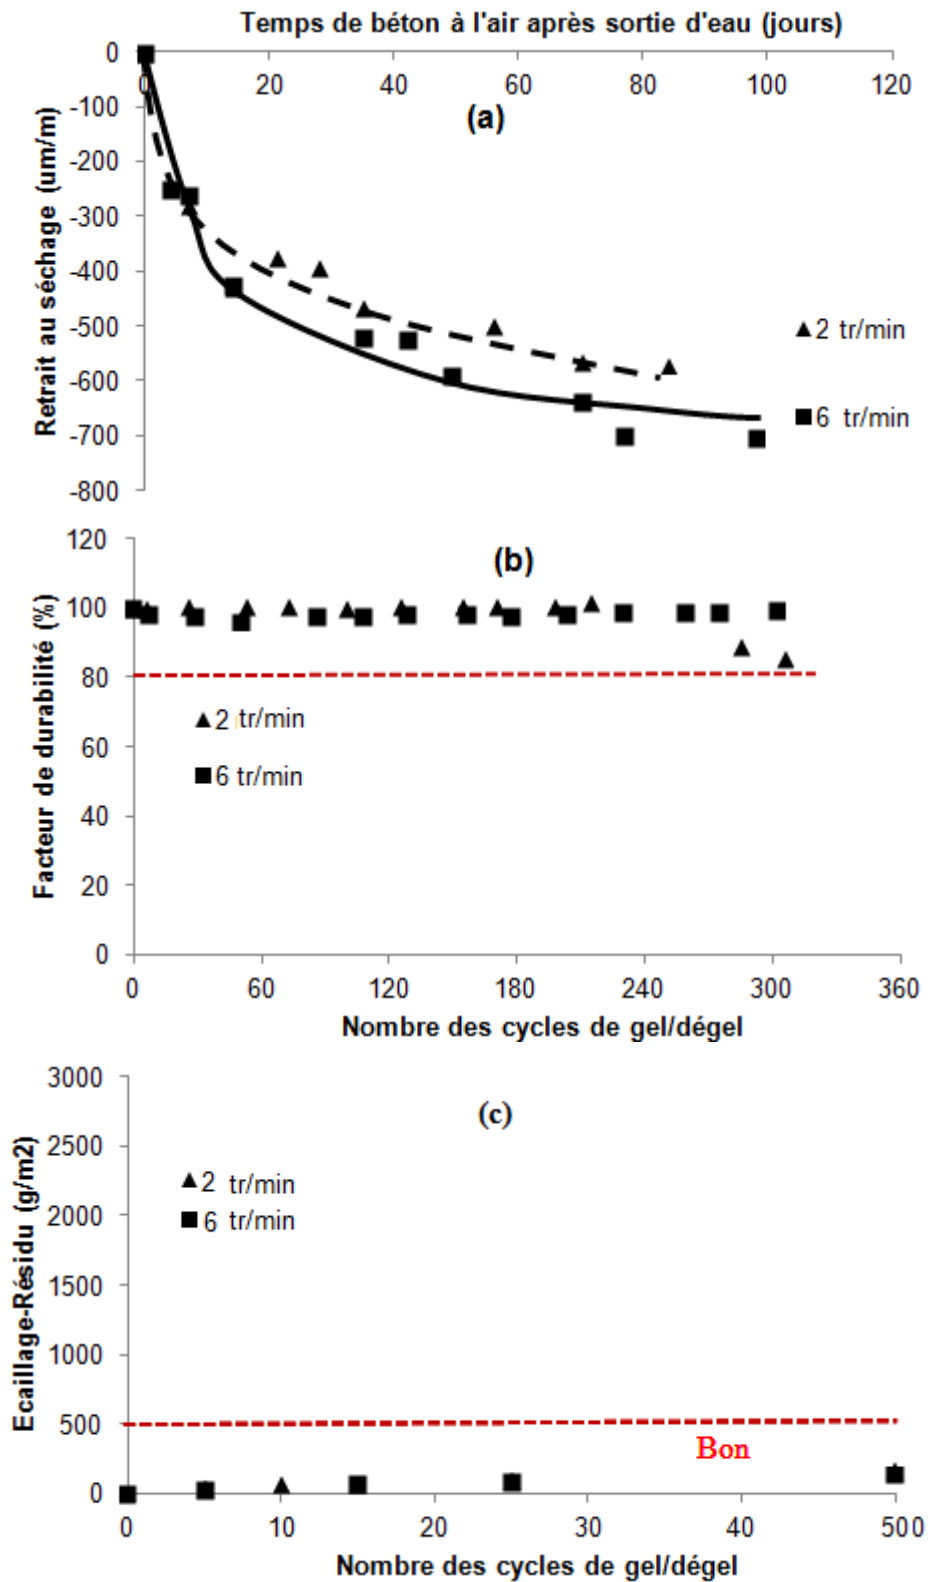 Temps de béton à l'air après sortie d'eau (jours)
0
0 20 40 60 80 100 120
-100
-200
-300
-400
-500
-600
-700
-800
(a)
Retrait au séchage (um/m)
2 tr/min
6 tr/min
120
100
80
60
40
20
0
(b)
Facteur de durabilité (%)
2 tr/min
6 tr/min
0 60 120 180 240 300 360
Nombre des cycles de gel/dégel
3000
2500
2000
1500
1000
500
0
(c)
Ecaillage-Résidu (g/m2)
2 tr/min
6 tr/min
Bon
0 10 20 30 40 500
Nombre des cycles de gel/dégel